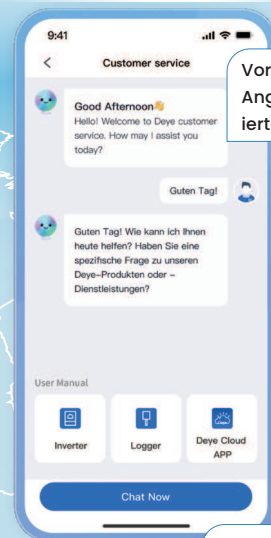 9:41
Customer service
Good Afternoon👋
Hello! Welcome to Deye customer
service. How may I assist you
today?
Guten Tag!
Guten Tag! Wie kann ich Ihnen
heute helfen? Haben Sie eine
spezifische Frage zu unseren
Deye-Produkten oder –
Dienstleistungen?
User Manual
Inverter
Logger
Deye Cloud
APP
Chat Now
Vor
Ang
iert